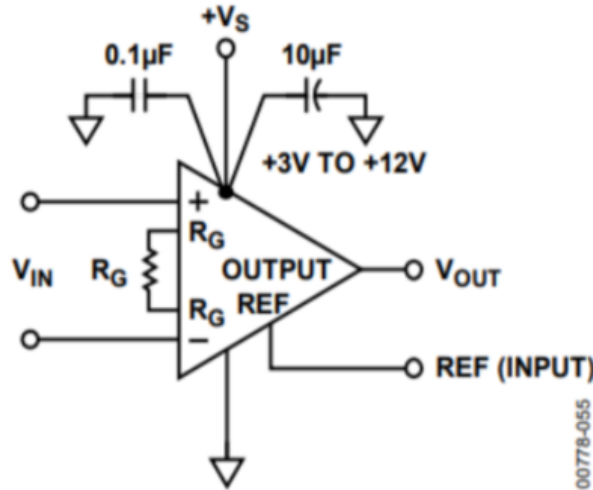 +VS
0.1µF
10µF
+3V TO +12V
+
RG
VIN
RG
OUTPUT
VOUT
REF
RG
−
REF (INPUT)
00778-055